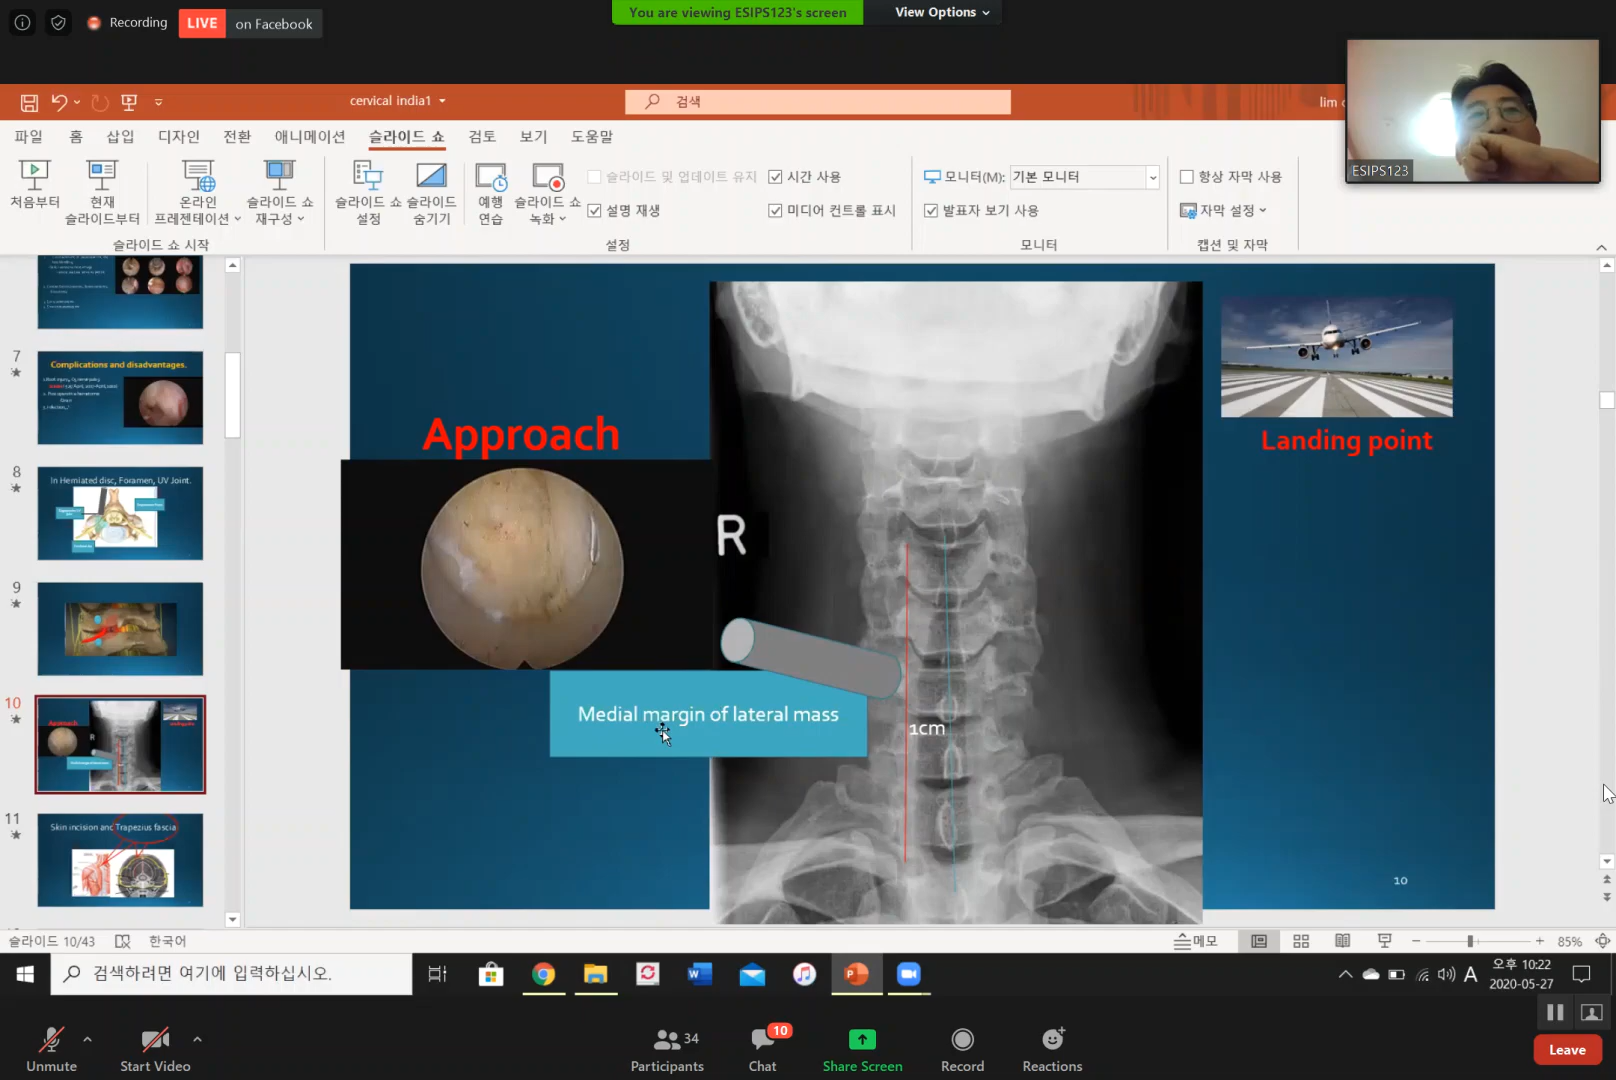 Recording
LIVE
on Facebook
You are viewing ESIPS123's screen
View Options
ESIPS123
cervical india1
검색
lim
파일
홈
삽입
디자인
전환
애니메이션
슬라이드 쇼
검토
보기
도움말
처음부터
현재
슬라이드부터
온라인
프레젠테이션
슬라이드 쇼
재구성
슬라이드 쇼
설정
슬라이드
숨기기
예행
연습
슬라이드 쇼
녹화
슬라이드 및 업데이트 유지
설명 재생
시간 사용
미디어 컨트롤 표시
모니터(M):
기본 모니터
발표자 보기 사용
항상 자막 사용
자막 설정
슬라이드 쇼 시작
설정
모니터
캡션 및 자막
7
Complications and disadvantages.
8
In Herniated disc, Foramen, UV Joint.
9
10
Approach
11
Skin incision and Trapezius fascia
Approach
R
Medial margin of lateral mass
1cm
Landing point
10
슬라이드 10/43
한국어
메모
85%
검색하려면 여기에 입력하십시오.
A
오후 10:22
2020-05-27
Unmute
Start Video
34
Participants
10
Chat
Share Screen
Record
Reactions
Leave